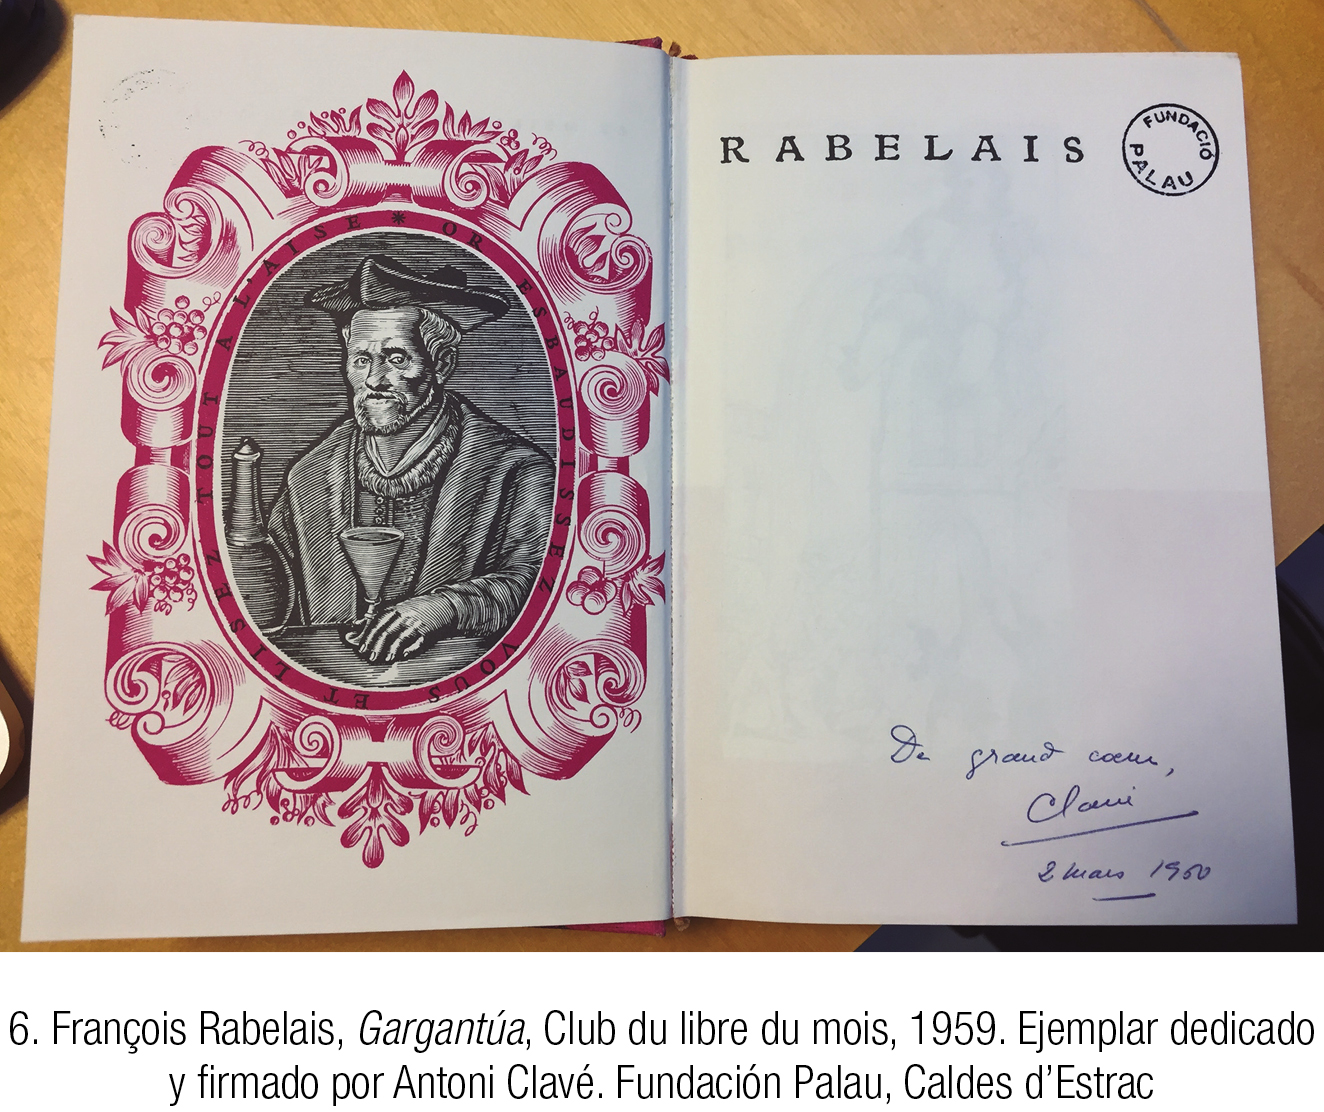 * OR ESBAUDISSEZ VOUS ET LISEZ TOUT A L'AISE
RABELAIS
FUNDACIÓ
PALAU
De grand cœur,
Clavé
2 mars 1960
6. François Rabelais, Gargantúa, Club du libre du mois, 1959. Ejemplar dedicado
y firmado por Antoni Clavé. Fundación Palau, Caldes d’Estrac